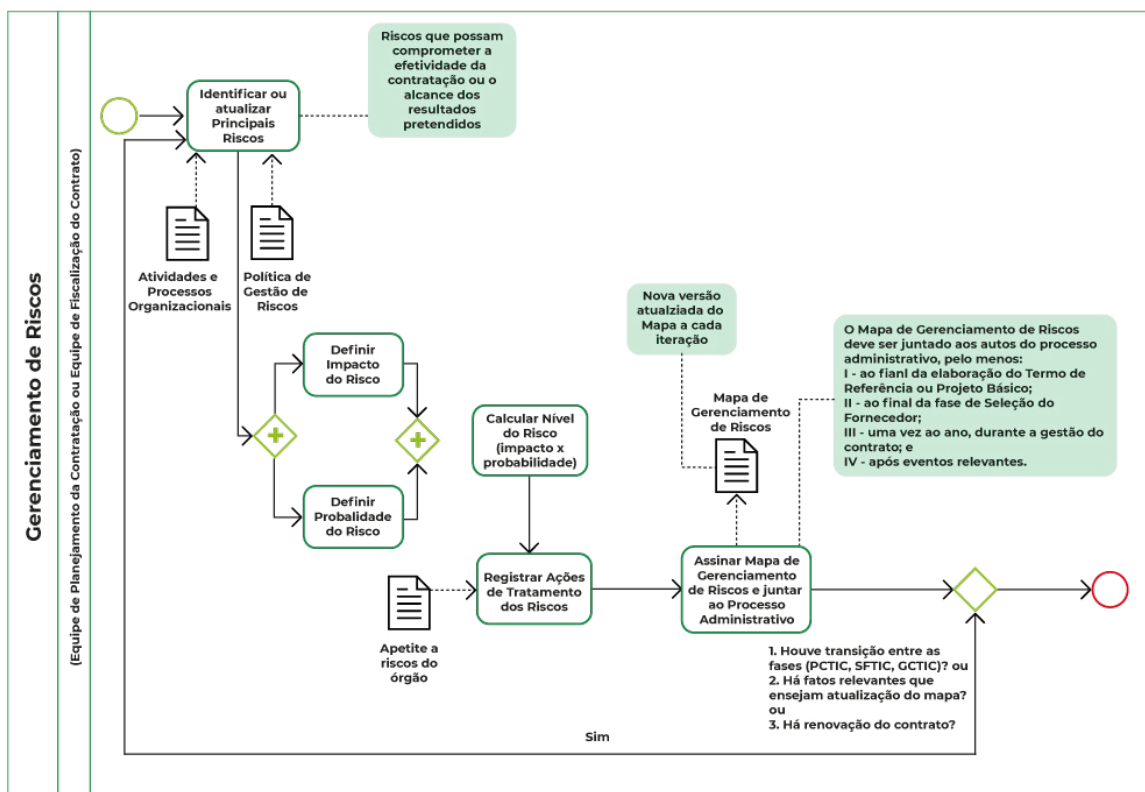 Gerenciamento de Riscos
(Equipe de Planejamento da Contratação ou Equipe de Fiscalização do Contrato)
Identificar ou
atualizar
Principais
Riscos
Riscos que possam
comprometer a
efetividade da
contratação ou o
alcance dos
resultados
pretendidos
Atividades e
Processos
Organizacionais
Política de
Gestão de
Riscos
Definir
Impacto
do Risco
Definir
Probalidade
do Risco
Calcular Nível
do Risco
(impacto x
probabilidade)
Apetite a
riscos do
órgão
Registrar Ações
de Tratamento
dos Riscos
Nova versão
atualziada do
Mapa a cada
iteração
Mapa de
Gerenciamento
de Riscos
O Mapa de Gerenciamento de Riscos
deve ser juntado aos autos do processo
administrativo, pelo menos:
I - ao fianl da elaboração do Termo de
Referência ou Projeto Básico;
II - ao final da fase de Seleção do
Fornecedor;
III - uma vez ao ano, durante a gestão do
contrato; e
IV - após eventos relevantes.
Assinar Mapa de
Gerenciamento
de Riscos e juntar
ao Processo
Administrativo
1. Houve transição entre as
fases (PCTIC, SFTIC, GCTIC)? ou
2. Há fatos relevantes que
ensejam atualização do mapa?
ou
3. Há renovação do contrato?
Sim